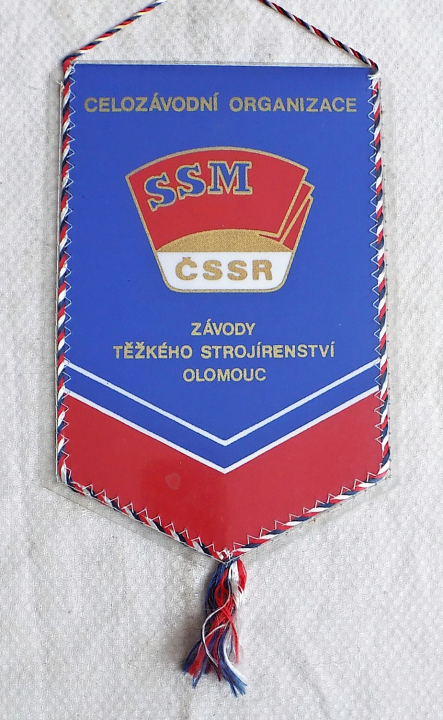 CELOZÁVODNÍ ORGANIZACE
SSM
ČSSR
ZÁVODY
TĚŽKÉHO STROJÍRENSTVÍ
OLOMOUC